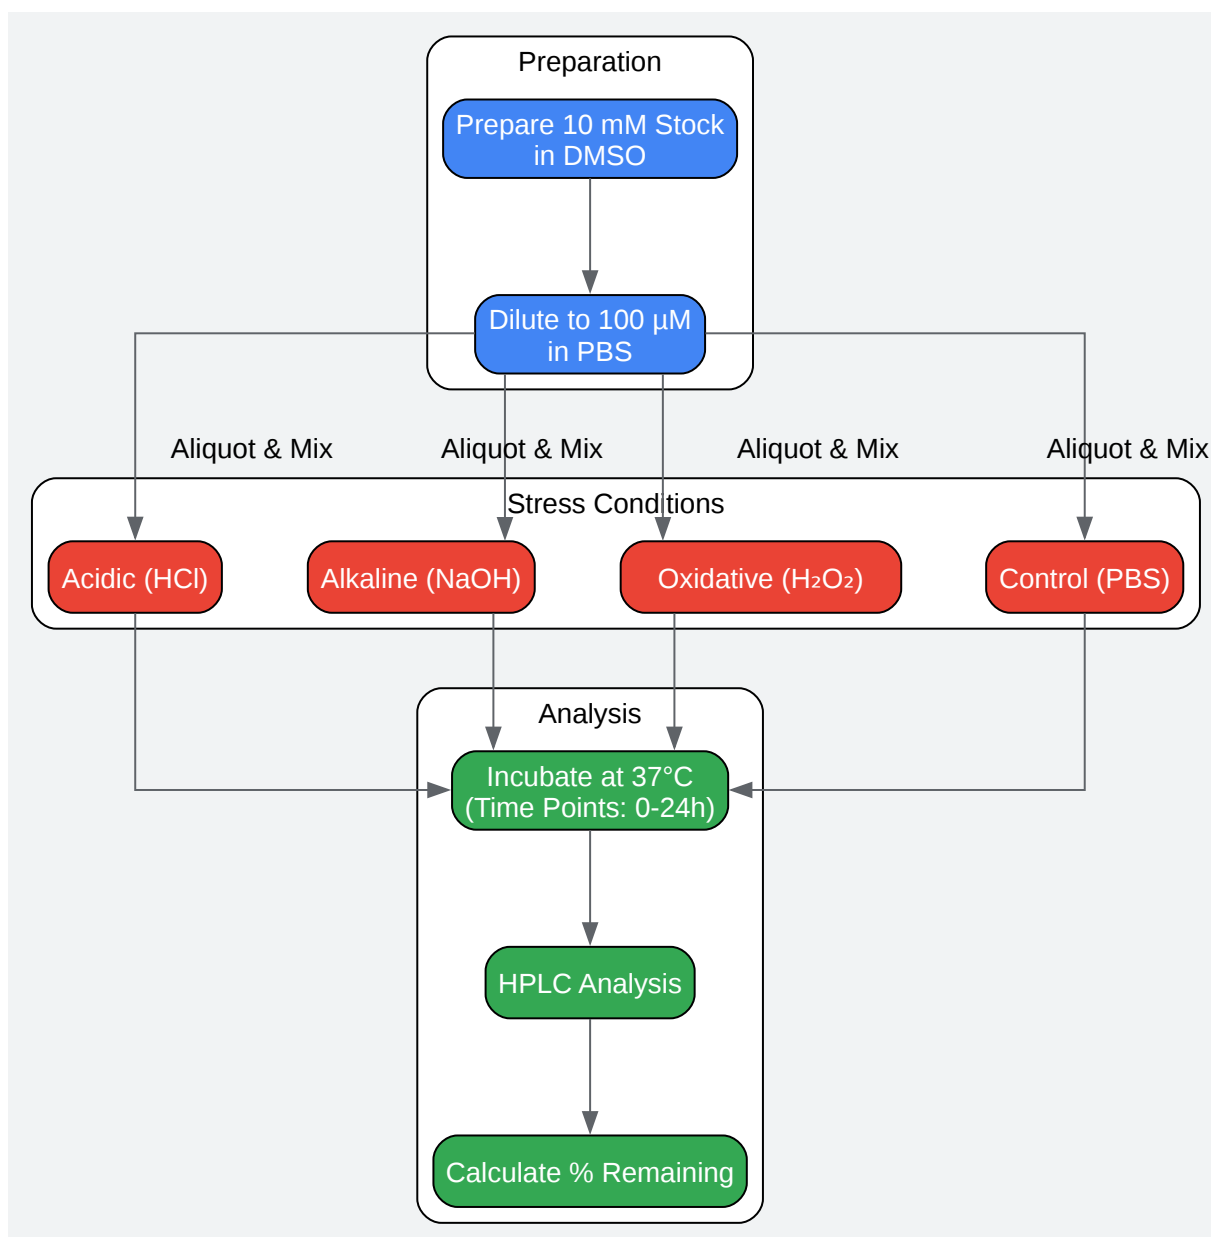 Preparation
Prepare 10 mM Stock
in DMSO
Dilute to 100 µM
in PBS
Aliquot & Mix
Aliquot & Mix
Aliquot & Mix
Aliquot & Mix
Stress Conditions
Acidic (HCl)
Alkaline (NaOH)
Oxidative (H₂O₂)
Control (PBS)
Analysis
Incubate at 37°C
(Time Points: 0-24h)
HPLC Analysis
Calculate % Remaining